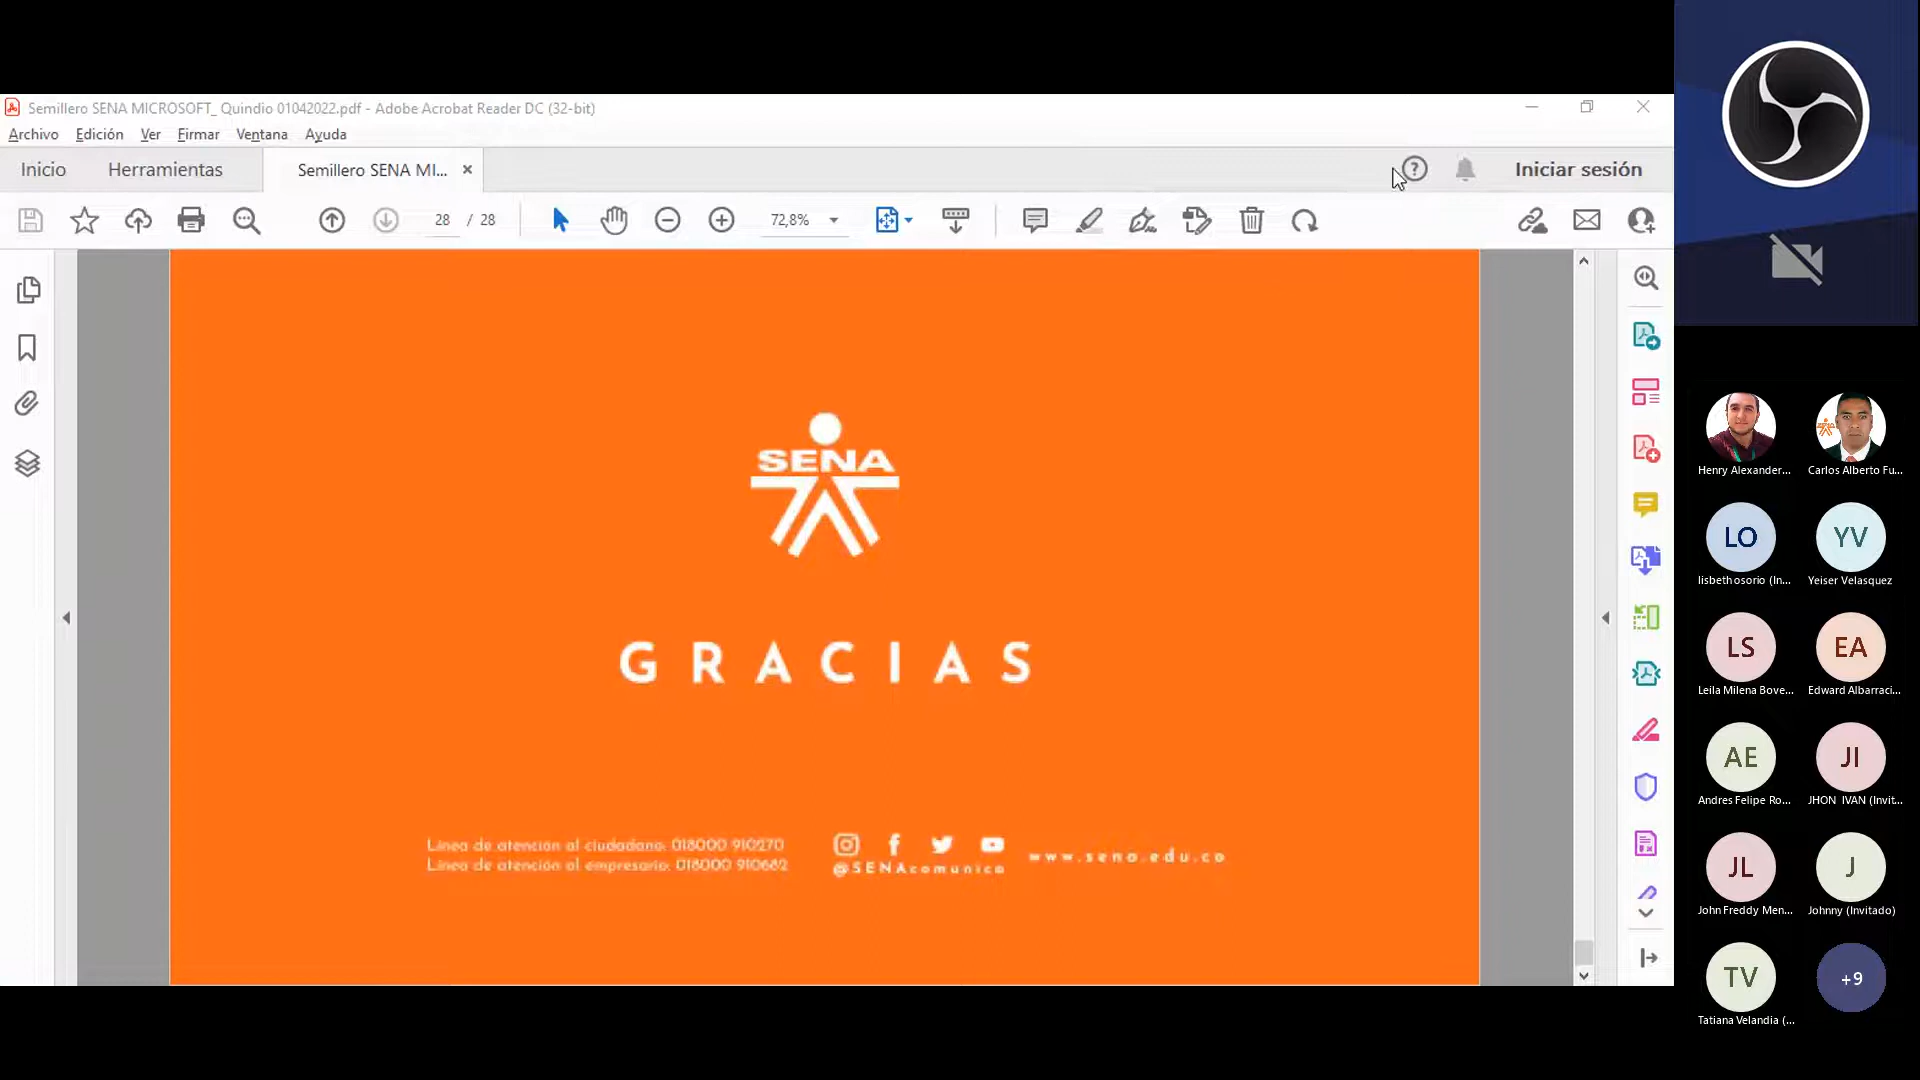 Semillero SENA MICROSOFT_ Quindio 01042022.pdf - Adobe Acrobat Reader DC (32-bit)
Archivo Edición Ver Firmar Ventana Ayuda
Inicio Herramientas Semillero SENA MI... × Iniciar sesión
28 / 28 72,8%
SENA
GRACIAS
Línea de atención al ciudadano: 018000 910270
Línea de atención al empresario: 018000 910682
@SENAcomunica
www.sena.edu.co
Henry Alexander... Carlos Alberto Fu...
LO YV
lisbeth osorio (In... Yeiser Velasquez
LS EA
Leila Milena Bove... Edward Albarraci...
AE JI
Andres Felipe Ro... JHON IVAN (Invit...
JL J
John Freddy Men... Johnny (Invitado)
TV +9
Tatiana Velandia (...